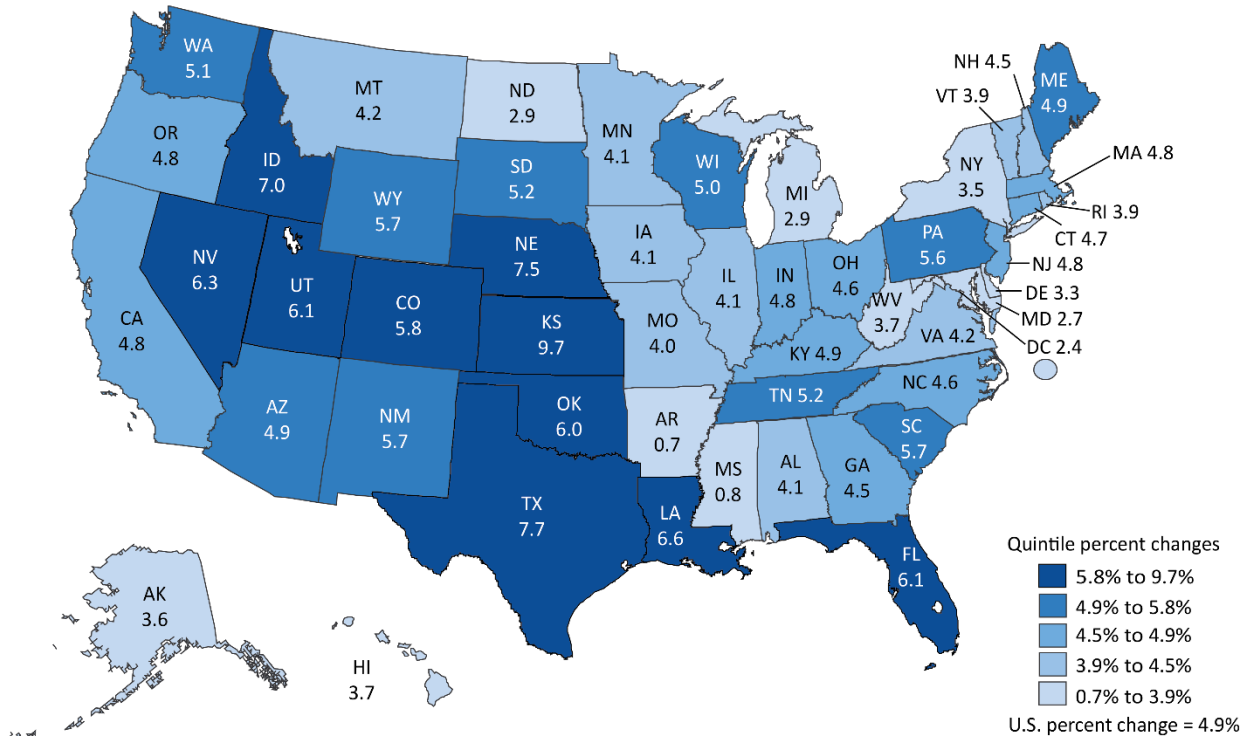 WA
5.1
MT
4.2
ND
2.9
MN
4.1
NH 4.5
VT 3.9
ME
4.9
OR
4.8
ID
7.0
SD
5.2
WI
5.0
MI
2.9
NY
3.5
MA 4.8
RI 3.9
CT 4.7
WY
5.7
IA
4.1
PA
5.6
NJ 4.8
NV
6.3
UT
6.1
CO
5.8
NE
7.5
IL
4.1
IN
4.8
OH
4.6
WV
3.7
DE 3.3
MD 2.7
DC 2.4
CA
4.8
KS
9.7
MO
4.0
KY 4.9
VA 4.2
AZ
4.9
NM
5.7
OK
6.0
AR
0.7
TN 5.2
NC 4.6
SC
5.7
TX
7.7
LA
6.6
MS
0.8
AL
4.1
GA
4.5
FL
6.1
AK
3.6
HI
3.7
Quintile percent changes
5.8% to 9.7%
4.9% to 5.8%
4.5% to 4.9%
3.9% to 4.5%
0.7% to 3.9%
U.S. percent change = 4.9%